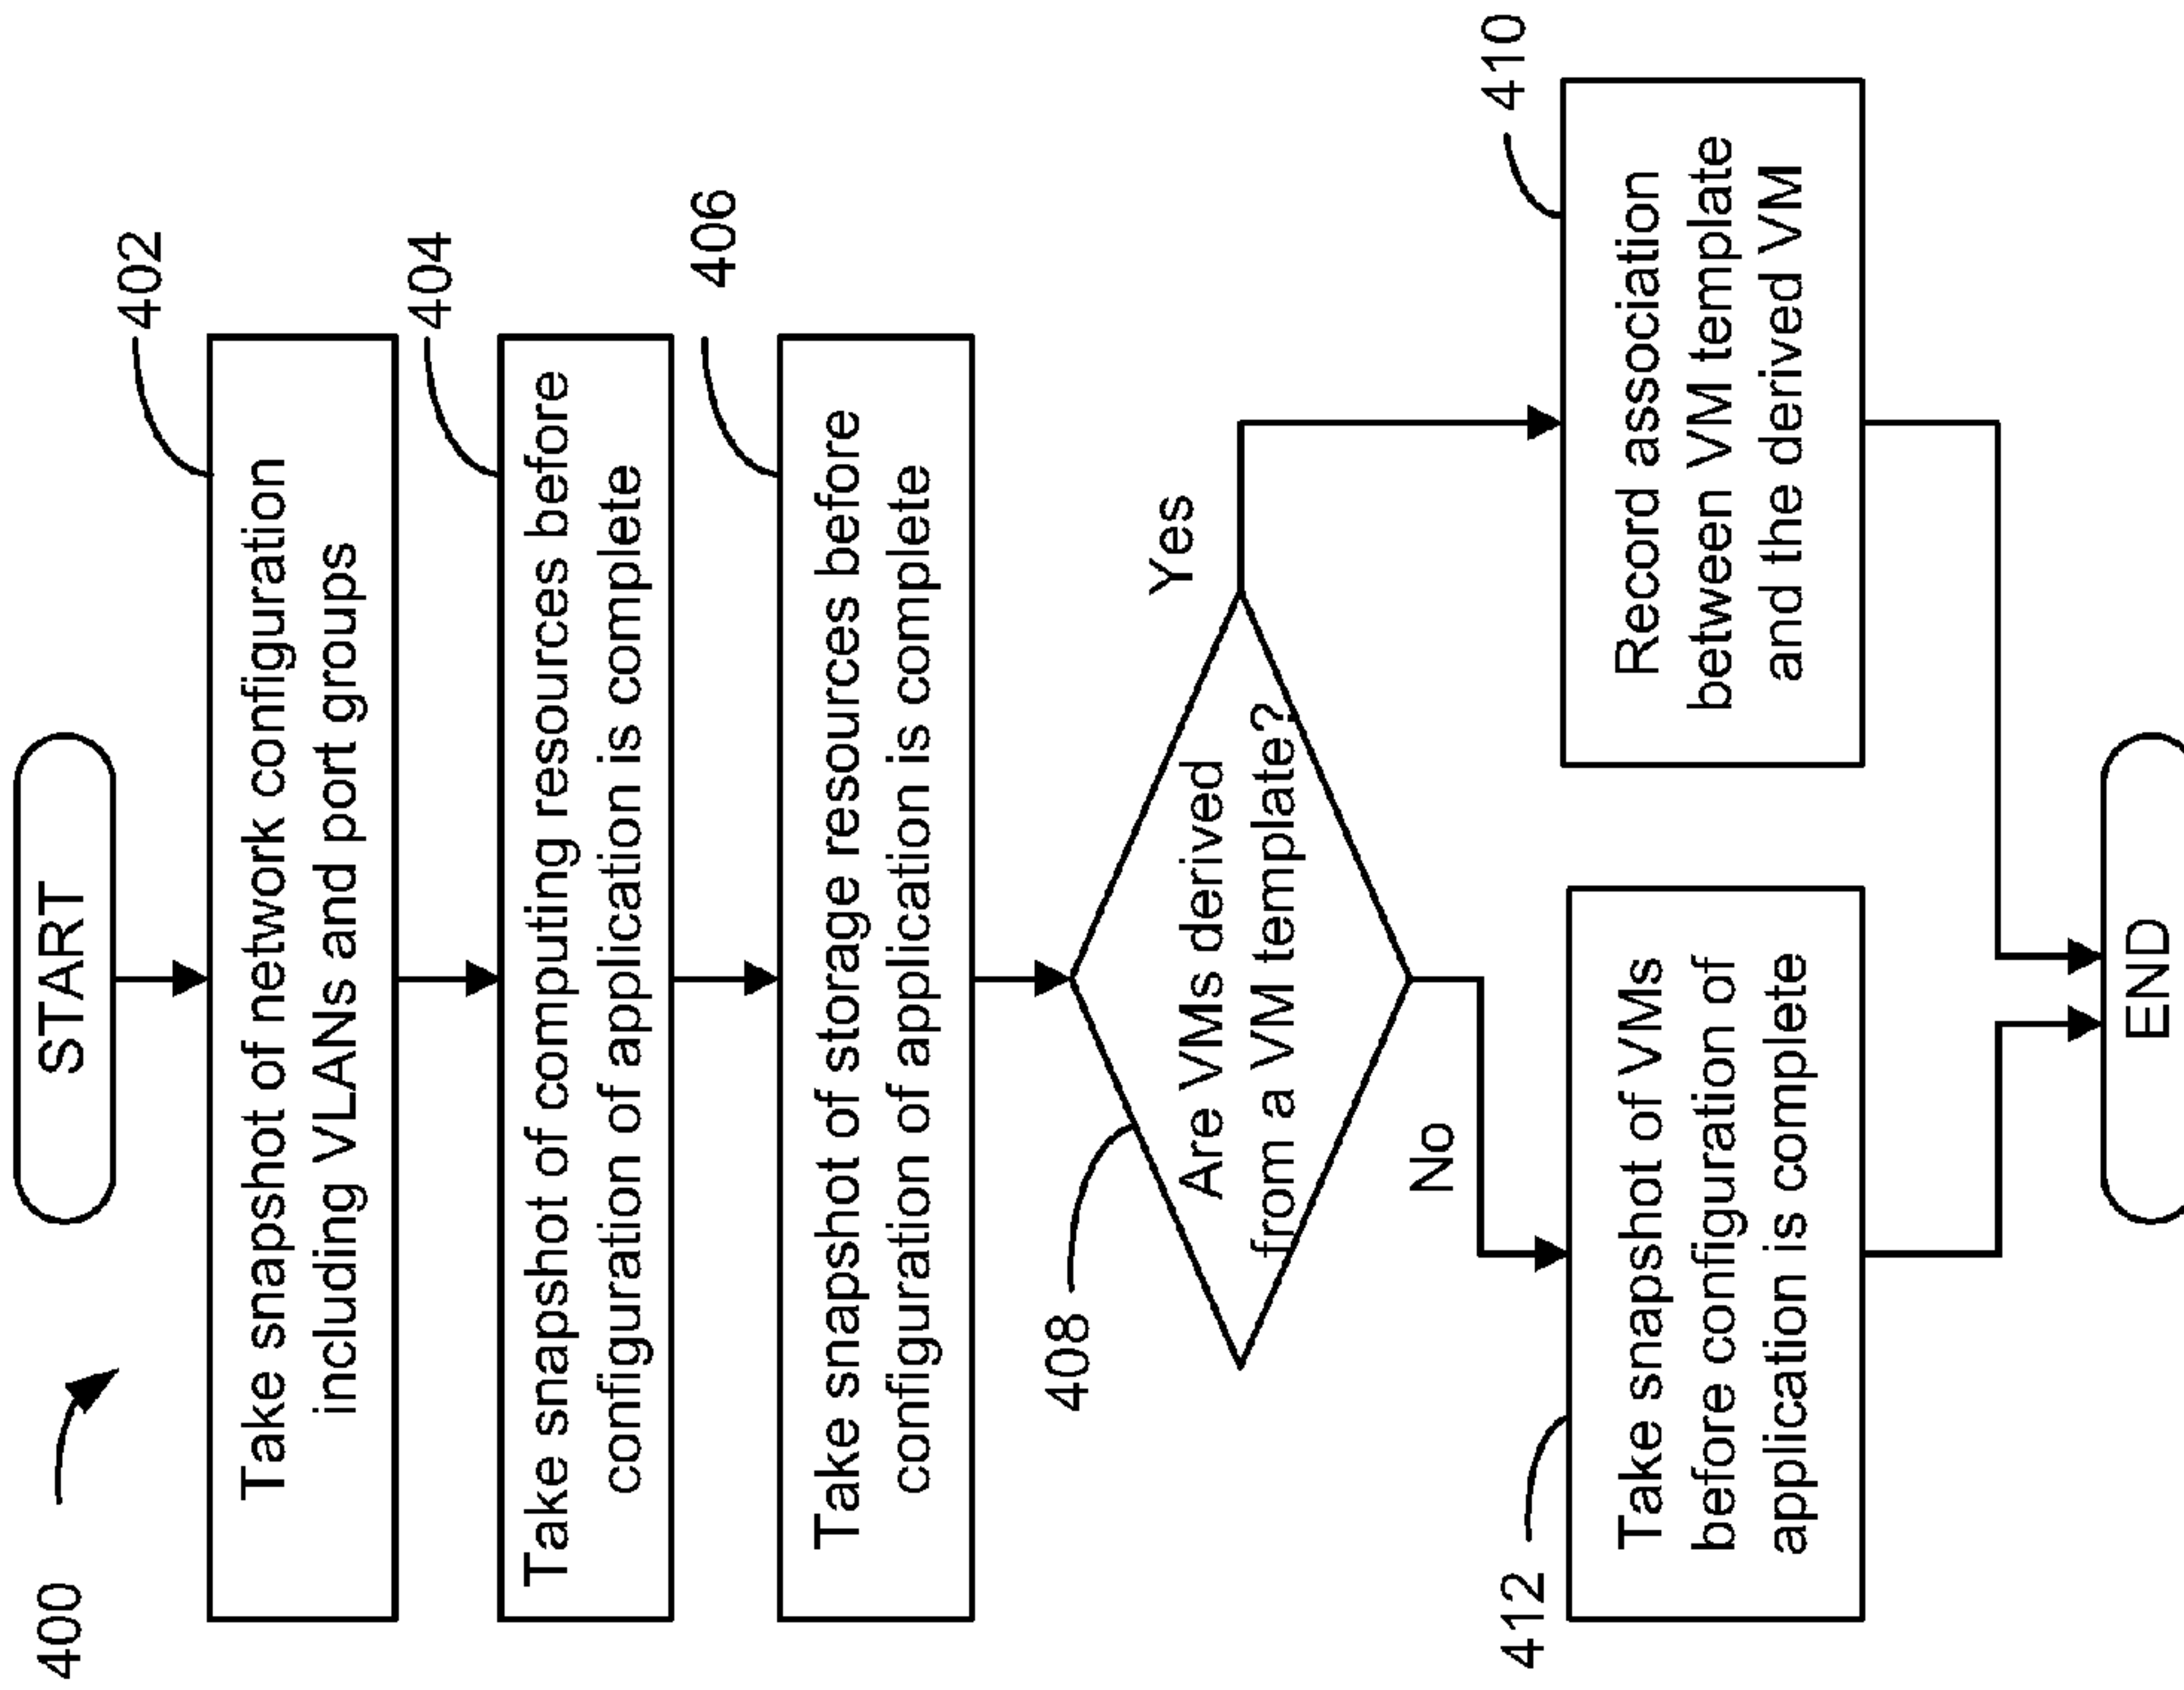 400
START
402
Take snapshot of network configuration
including VLANs and port groups
404
Take snapshot of computing resources before
configuration of application is complete
406
Take snapshot of storage resources before
configuration of application is complete
408
Are VMs derived
from a VM template?
Yes
No
410
Record association
between VM template
and the derived VM
412
Take snapshot of VMs
before configuration of
application is complete
END